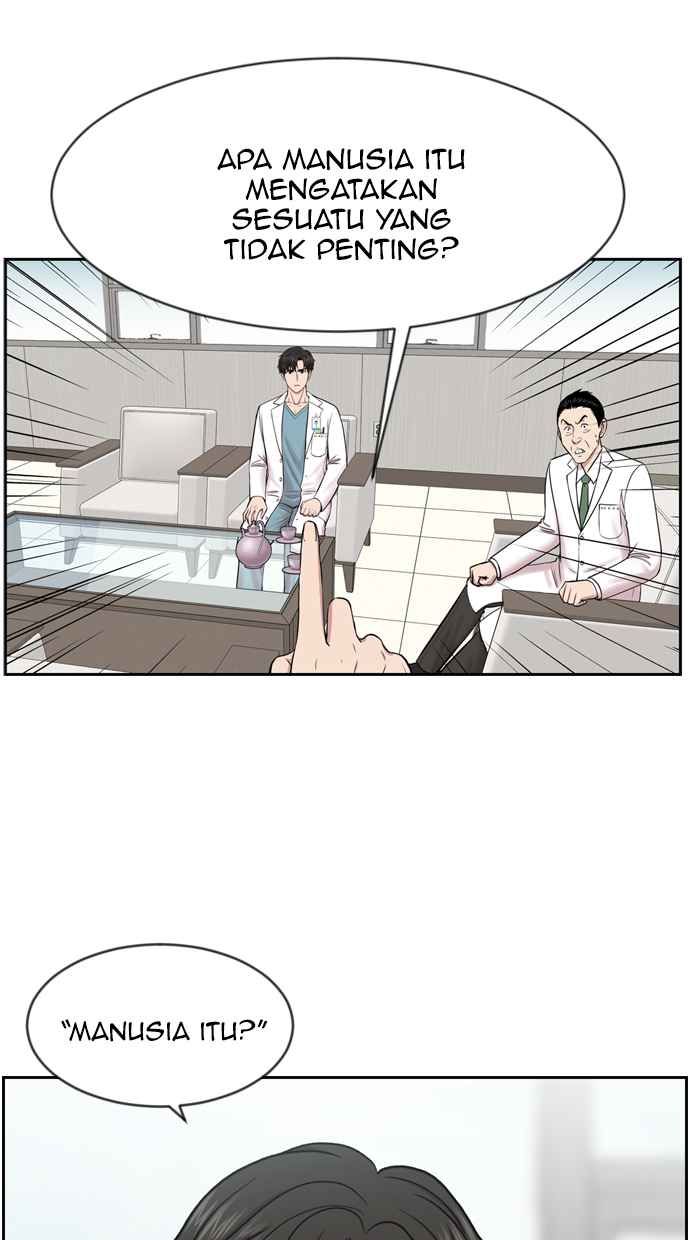 APA MANUSIA ITU
MENGATAKAN
SESUATU YANG
TIDAK PENTING?
"MANUSIA ITU?"